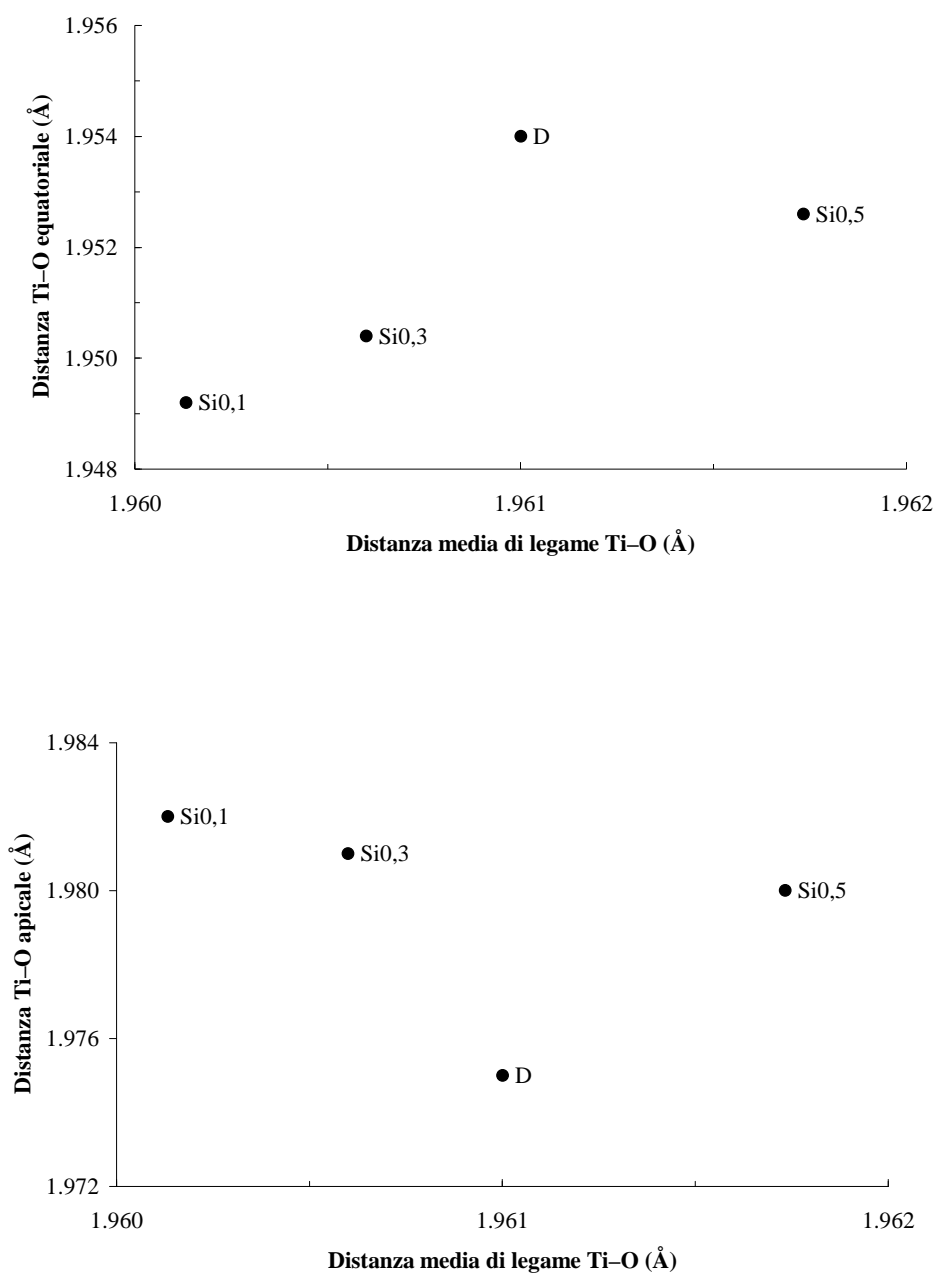 1.956
1.954
1.952
1.950
1.948
Distanza Ti–O equatoriale (Å)
D
Si0,5
Si0,3
Si0,1
1.960 1.961 1.962
Distanza media di legame Ti–O (Å)
1.984
1.980
1.976
1.972
Distanza Ti–O apicale (Å)
Si0,1
Si0,3
Si0,5
D
1.960 1.961 1.962
Distanza media di legame Ti–O (Å)